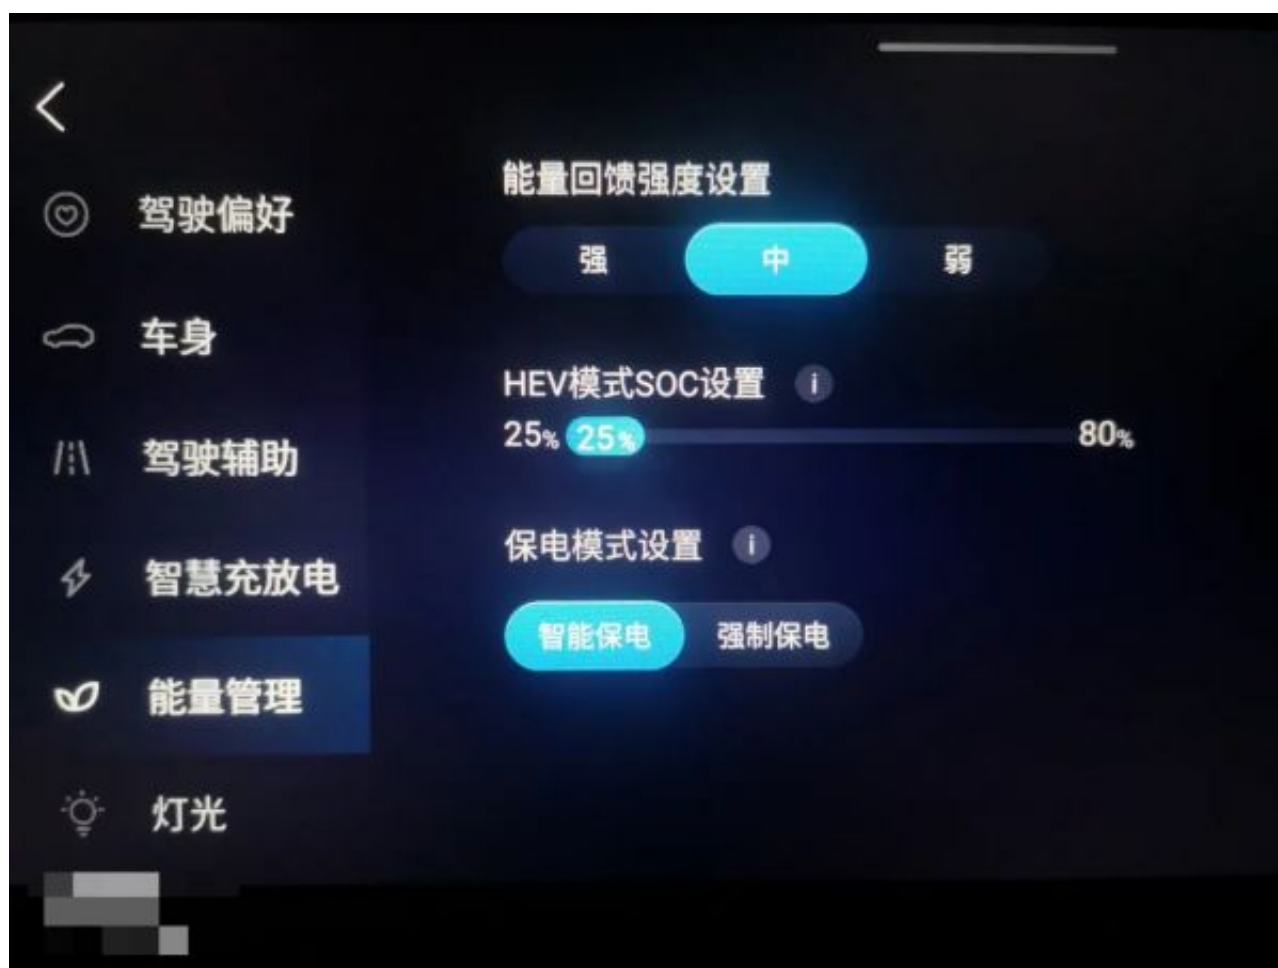 驾驶偏好
车身
驾驶辅助
智慧充放电
能量管理
灯光
能量回馈强度设置
强 中 弱
HEV模式SOC设置 i
25% 25% 80%
保电模式设置 i
智能保电 强制保电